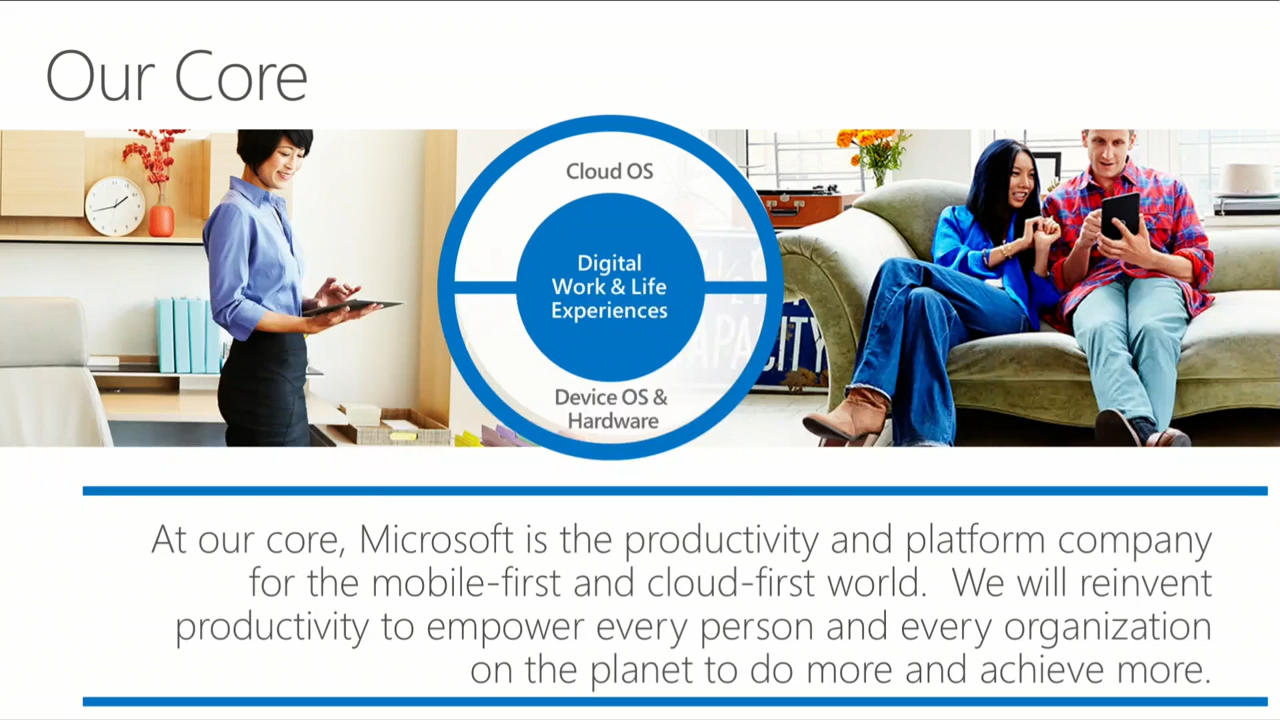 Our Core
Cloud OS
Digital
Work & Life
Experiences
Device OS &
Hardware
APACITY
At our core, Microsoft is the productivity and platform company
for the mobile-first and cloud-first world.  We will reinvent
productivity to empower every person and every organization
on the planet to do more and achieve more.